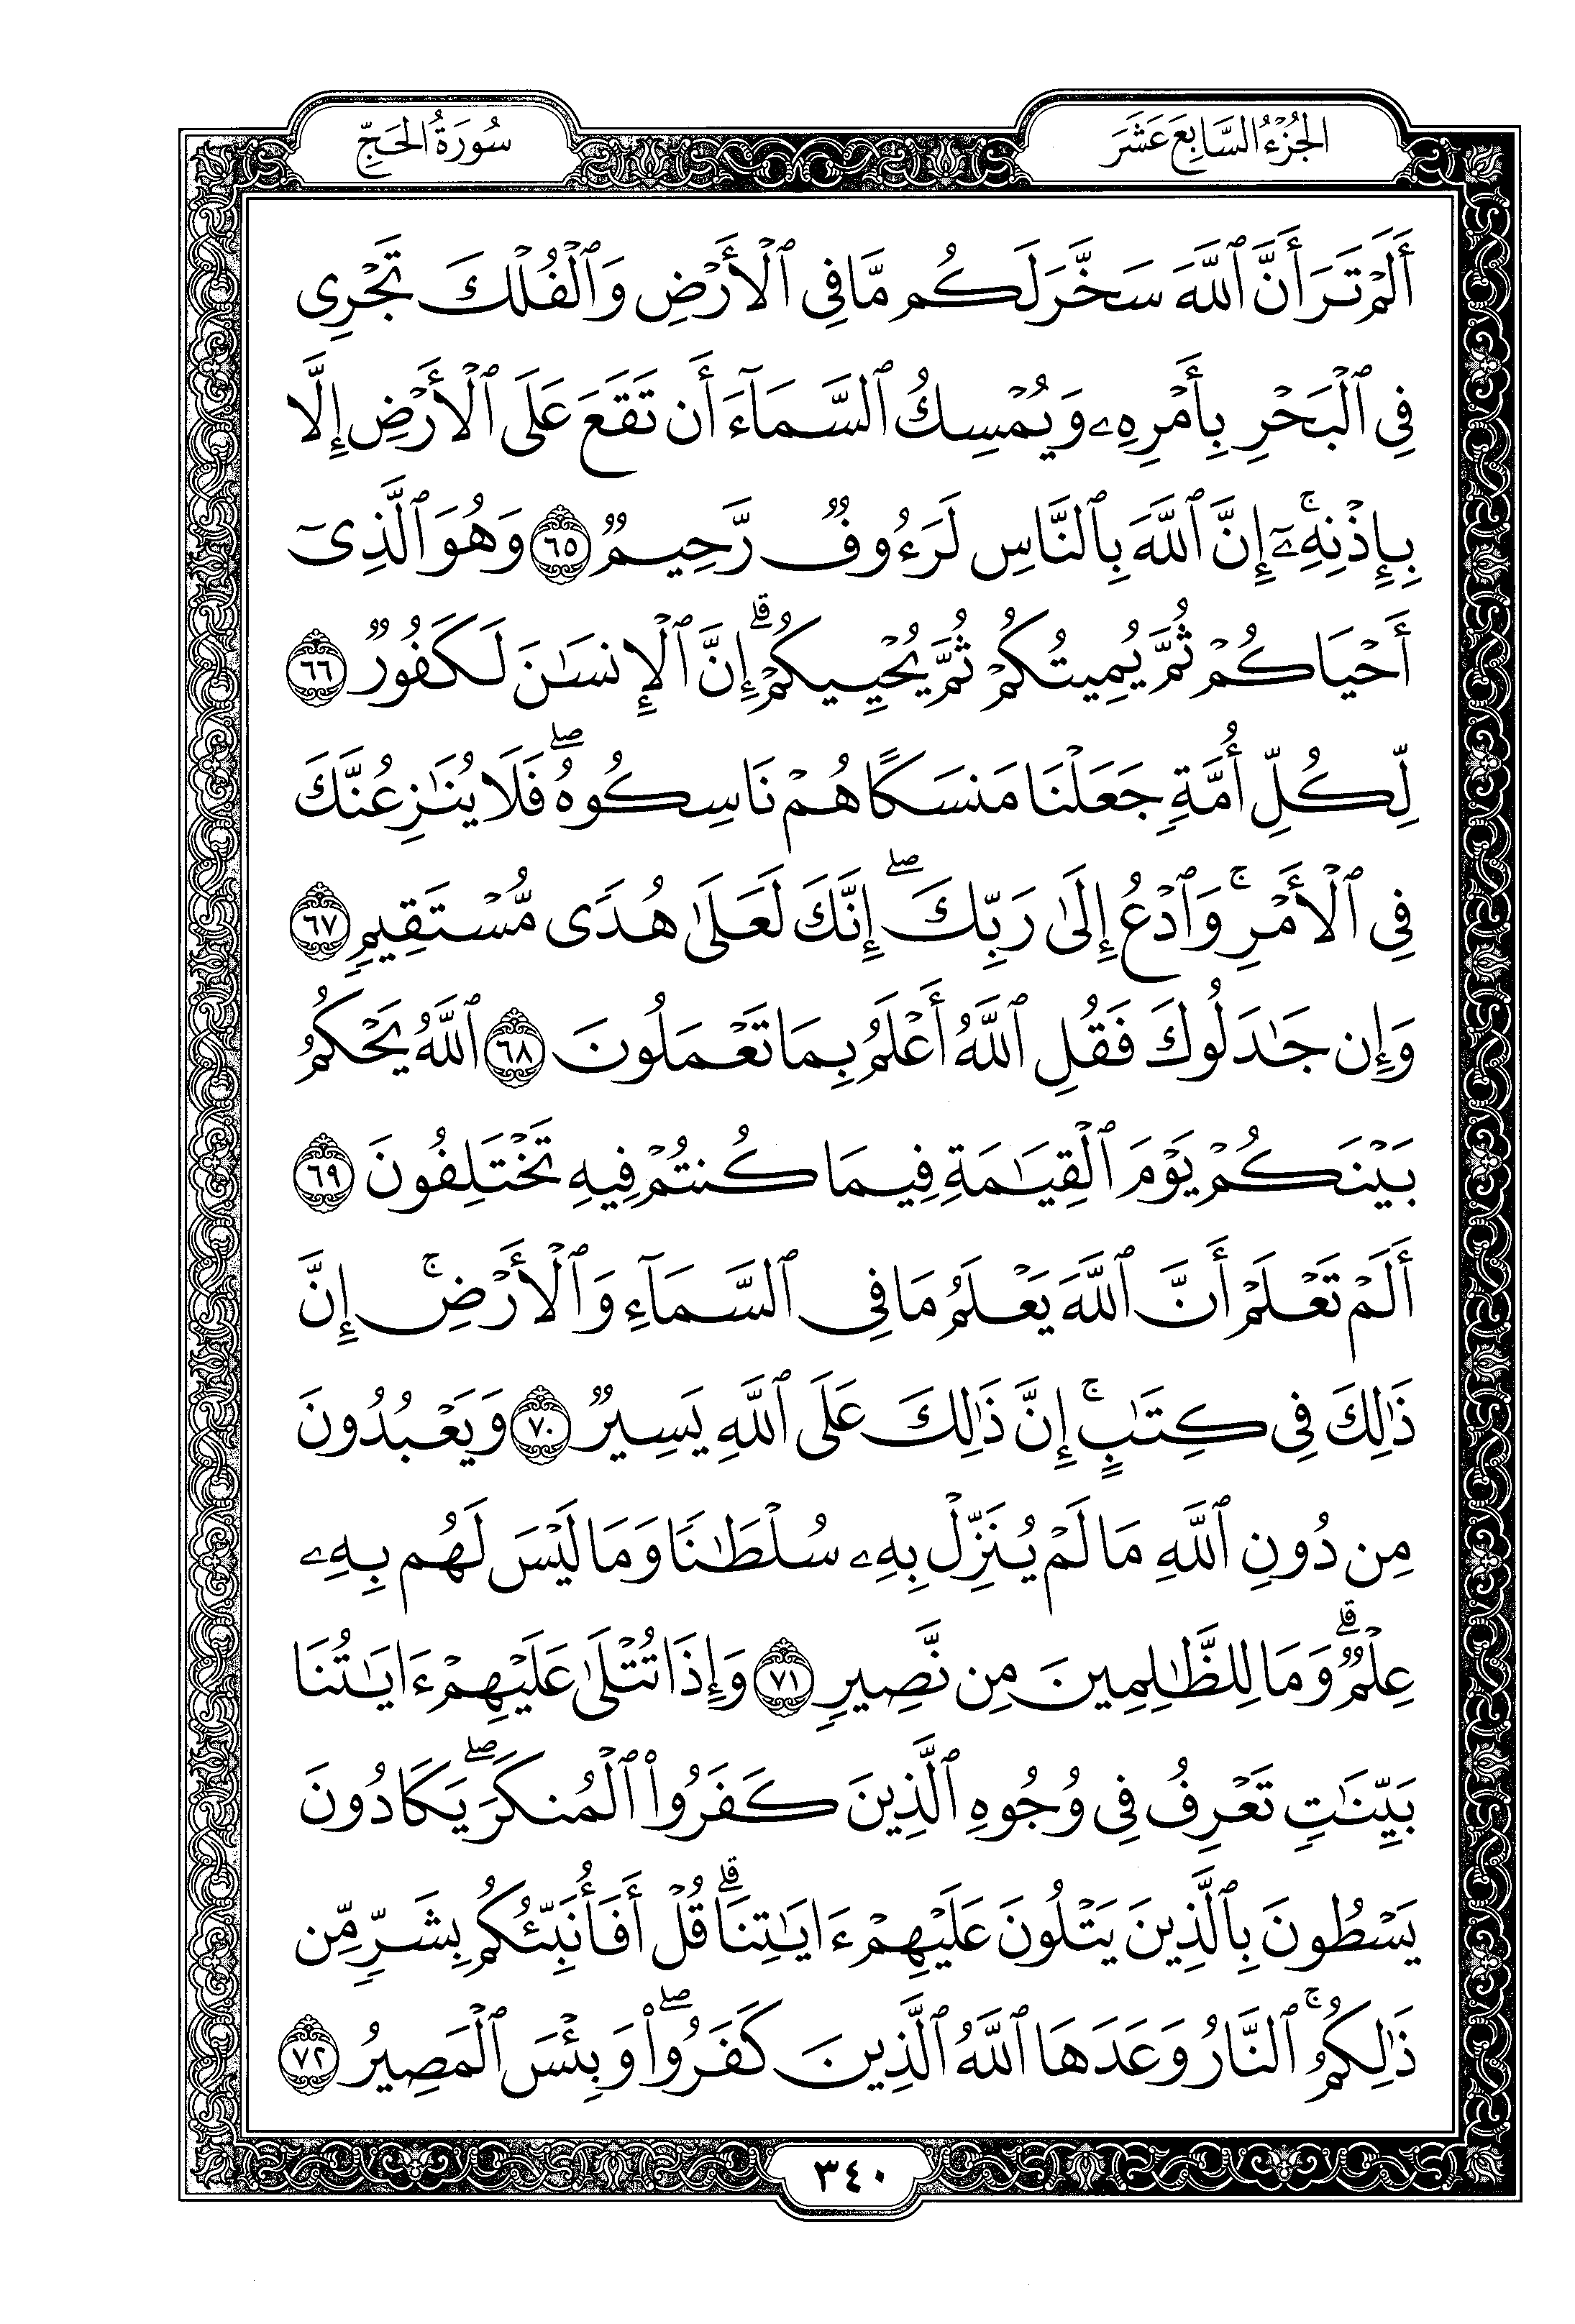 الجُزْءُ السَّابِعَ عَشَرَ
سُورَةُ الحَجِّ
أَلَمْ تَرَ أَنَّ ٱللَّهَ سَخَّرَ لَكُم مَّا فِى ٱلْأَرْضِ وَٱلْفُلْكَ تَجْرِى
فِى ٱلْبَحْرِ بِأَمْرِهِۦ وَيُمْسِكُ ٱلسَّمَآءَ أَن تَقَعَ عَلَى ٱلْأَرْضِ إِلَّا
بِإِذْنِهِۦٓ ۚ إِنَّ ٱللَّهَ بِٱلنَّاسِ لَرَءُوفٌ رَّحِيمٌ ٦٥ وَهُوَ ٱلَّذِىٓ
أَحْيَاكُمْ ثُمَّ يُمِيتُكُمْ ثُمَّ يُحْيِيكُمْ ۗ إِنَّ ٱلْإِنسَـٰنَ لَكَفُورٌ ٦٦
لِّكُلِّ أُمَّةٍ جَعَلْنَا مَنسَكًا هُمْ نَاسِكُوهُ ۖ فَلَا يُنَـٰزِعُنَّكَ
فِى ٱلْأَمْرِ ۚ وَٱدْعُ إِلَىٰ رَبِّكَ ۖ إِنَّكَ لَعَلَىٰ هُدًى مُّسْتَقِيمٍ ٦٧
وَإِن جَـٰدَلُوكَ فَقُلِ ٱللَّهُ أَعْلَمُ بِمَا تَعْمَلُونَ ٦٨ ٱللَّهُ يَحْكُمُ
بَيْنَكُمْ يَوْمَ ٱلْقِيَـٰمَةِ فِيمَا كُنتُمْ فِيهِ تَخْتَلِفُونَ ٦٩
أَلَمْ تَعْلَمْ أَنَّ ٱللَّهَ يَعْلَمُ مَا فِى ٱلسَّمَآءِ وَٱلْأَرْضِ ۚ إِنَّ
ذَٰلِكَ فِى كِتَـٰبٍ ۚ إِنَّ ذَٰلِكَ عَلَى ٱللَّهِ يَسِيرٌ ٧٠ وَيَعْبُدُونَ
مِن دُونِ ٱللَّهِ مَا لَمْ يُنَزِّلْ بِهِۦ سُلْطَـٰنًا وَمَا لَيْسَ لَهُم بِهِۦ
عِلْمٌ ۗ وَمَا لِلظَّـٰلِمِينَ مِن نَّصِيرٍ ٧١ وَإِذَا تُتْلَىٰ عَلَيْهِمْ ءَايَـٰتُنَا
بَيِّنَـٰتٍ تَعْرِفُ فِى وُجُوهِ ٱلَّذِينَ كَفَرُوا۟ ٱلْمُنكَرَ ۖ يَكَادُونَ
يَسْطُونَ بِٱلَّذِينَ يَتْلُونَ عَلَيْهِمْ ءَايَـٰتِنَا ۗ قُلْ أَفَأُنَبِّئُكُم بِشَرٍّ مِّن
ذَٰلِكُمُ ۚ ٱلنَّارُ وَعَدَهَا ٱللَّهُ ٱلَّذِينَ كَفَرُوا۟ ۖ وَبِئْسَ ٱلْمَصِيرُ ٧٢
٣٤٠